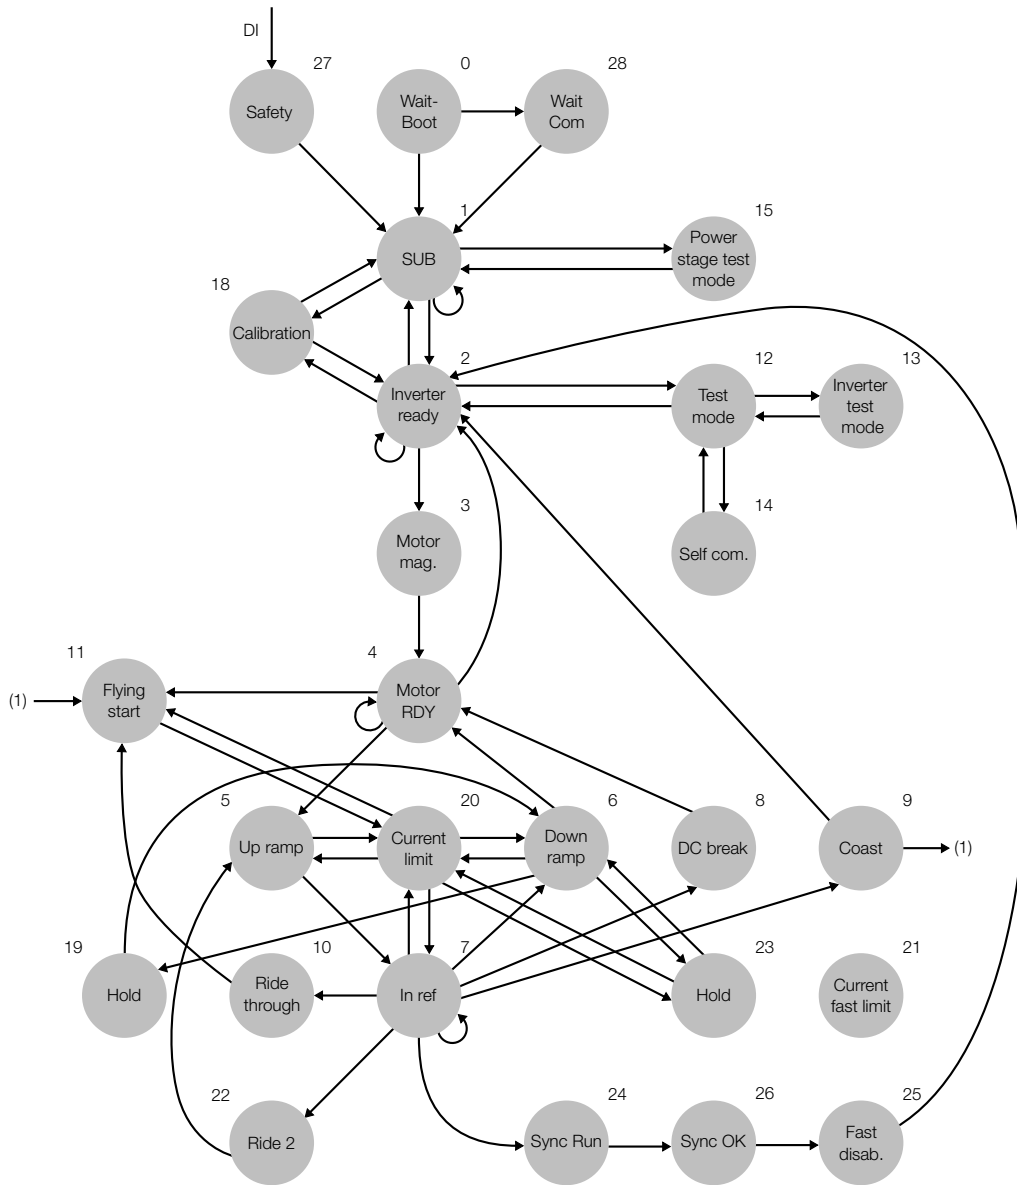 DI
27
0
28
Safety
Wait-
Boot
Wait
Com
1
15
SUB
Power
stage test
mode
18
Calibration
2
12
13
Inverter
ready
Test
mode
Inverter
test
mode
3
14
Motor
mag.
Self com.
11
4
(1)
Flying
start
Motor
RDY
5
20
6
8
9
Up ramp
Current
limit
Down
ramp
DC break
Coast
(1)
19
10
7
23
21
Hold
Ride
through
In ref
Hold
Current
fast limit
22
24
26
25
Ride 2
Sync Run
Sync OK
Fast
disab.